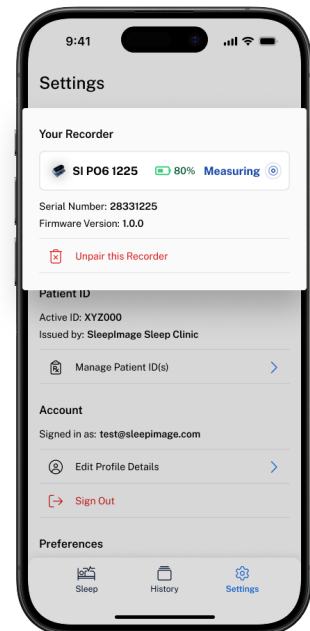 9:41
Settings
Your Recorder
SI PO6 1225 80% Measuring
Serial Number: 28331225
Firmware Version: 1.0.0
Unpair this Recorder
Patient ID
Active ID: XYZ000
Issued by: SleepImage Sleep Clinic
Manage Patient ID(s)
Account
Signed in as: test@sleepimage.com
Edit Profile Details
Sign Out
Preferences
Sleep History Settings